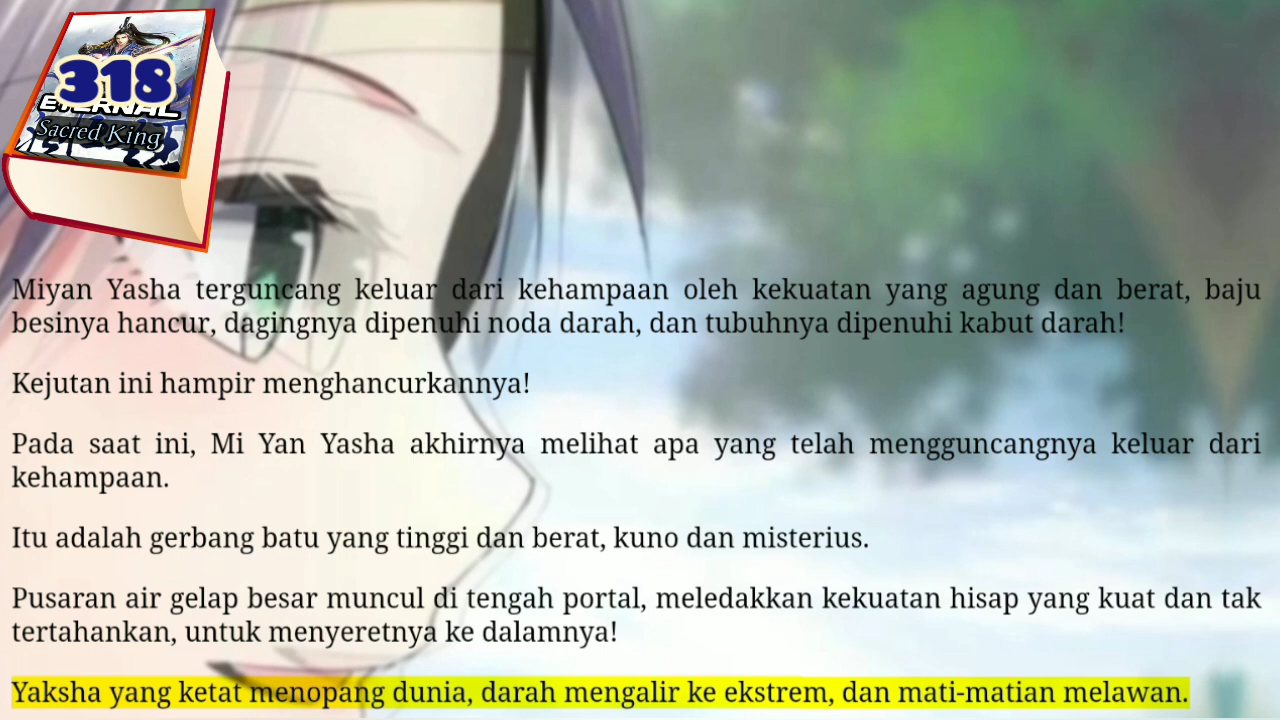 318
ETERNAL
Sacred King
Miyan Yasha terguncang keluar dari kehampaan oleh kekuatan yang agung dan berat, baju
besinya hancur, dagingnya dipenuhi noda darah, dan tubuhnya dipenuhi kabut darah!
Kejutan ini hampir menghancurkannya!
Pada saat ini, Mi Yan Yasha akhirnya melihat apa yang telah mengguncangnya keluar dari
kehampaan.
Itu adalah gerbang batu yang tinggi dan berat, kuno dan misterius.
Pusaran air gelap besar muncul di tengah portal, meledakkan kekuatan hisap yang kuat dan tak
tertahankan, untuk menyeretnya ke dalamnya!
Yaksha yang ketat menopang dunia, darah mengalir ke ekstrem, dan mati-matian melawan.